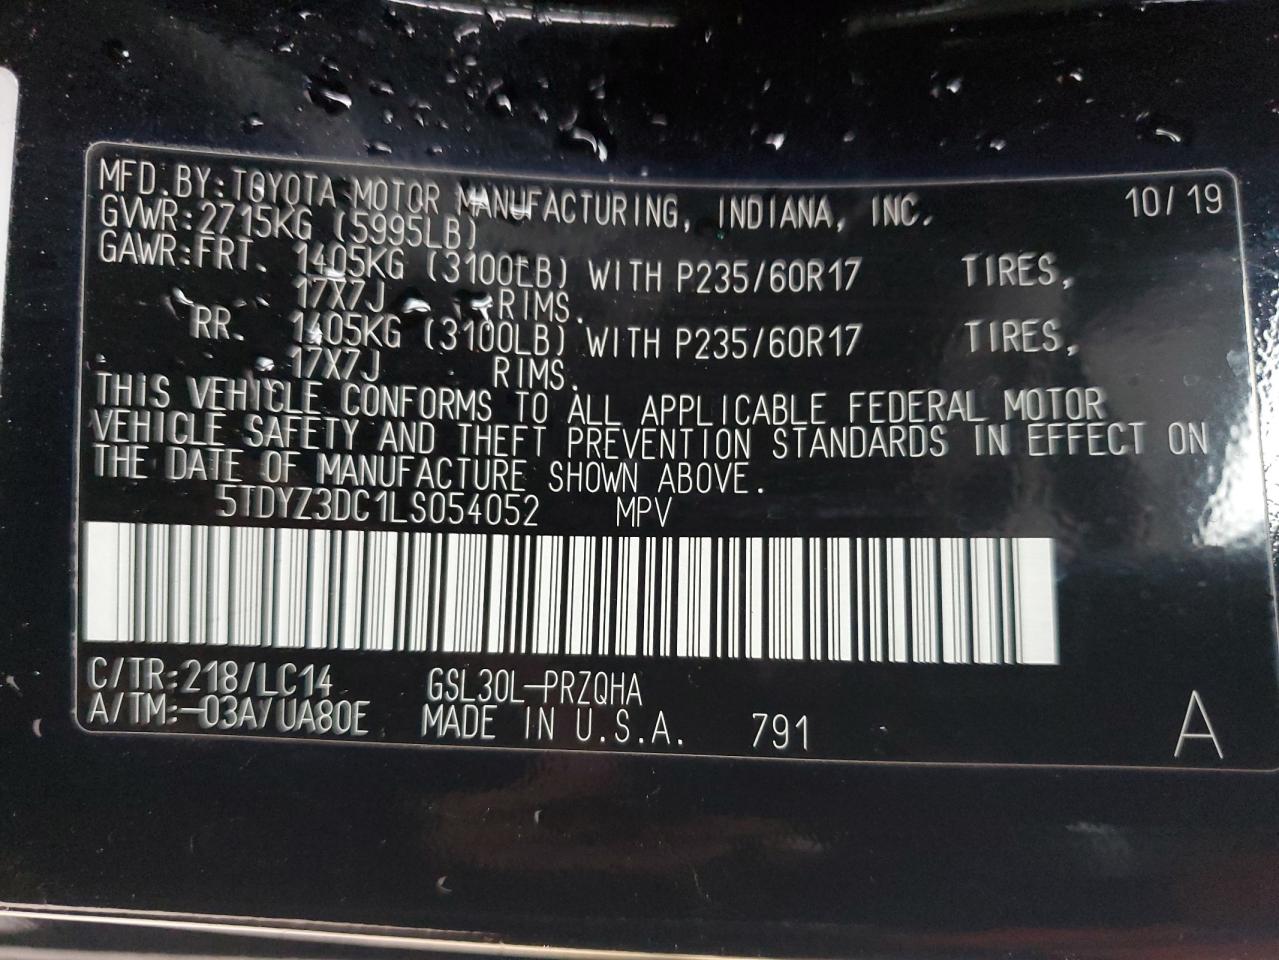 MFD.BY:TOYOTA MOTOR MANUFACTURING, INDIANA, INC. 10/19
GVWR:2715KG (5995LB)
GAWR:FRT. 1405KG (3100LB) WITH P235/60R17 TIRES,
17X7J RIMS.
RR. 1405KG (3100LB) WITH P235/60R17 TIRES,
17X7J RIMS.
THIS VEHICLE CONFORMS TO ALL APPLICABLE FEDERAL MOTOR
VEHICLE SAFETY AND THEFT PREVENTION STANDARDS IN EFFECT ON
THE DATE OF MANUFACTURE SHOWN ABOVE.
5TDYZ3DC1LS054052 MPV
C/TR:218/LC14 GSL30L-PRZQHA
A/TM:-03A/UA80E MADE IN U.S.A. 791 A